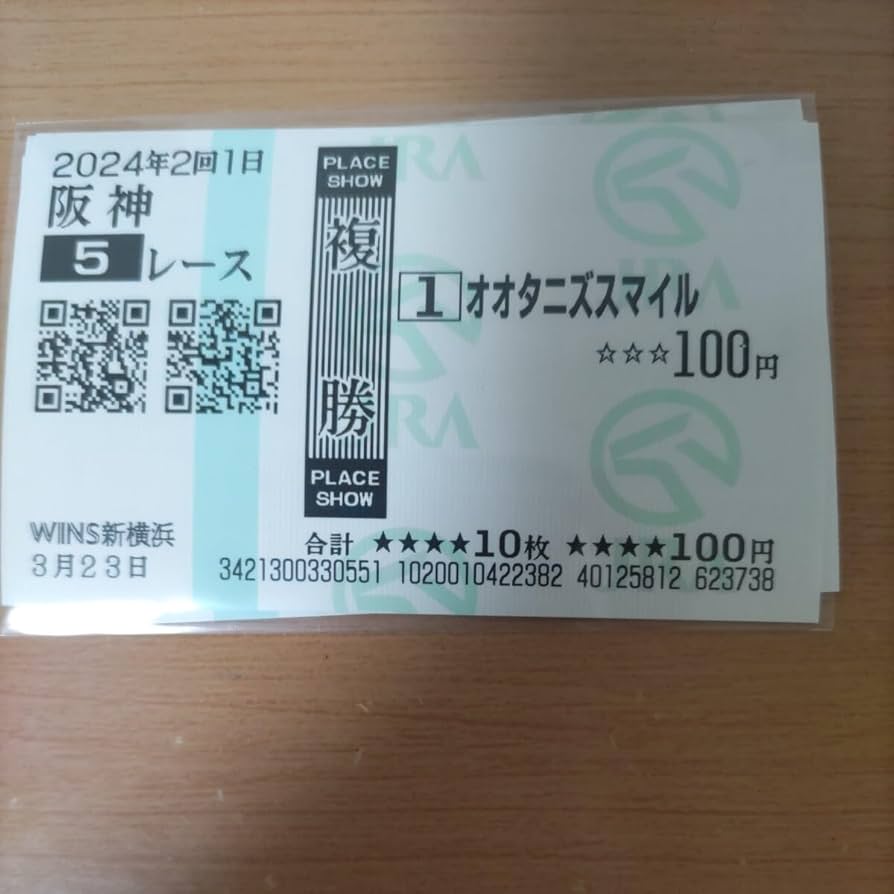 2024年2回1日
阪神
5 レース
WINS新横浜
3月23日
PLACE
SHOW
複
勝
PLACE
SHOW
1 オオタニズスマイル
☆☆☆100円
合計 ★★★★10枚 ★★★★100円
3421300330551 1020010422382 40125812 623738
JRA
JRA
JRA